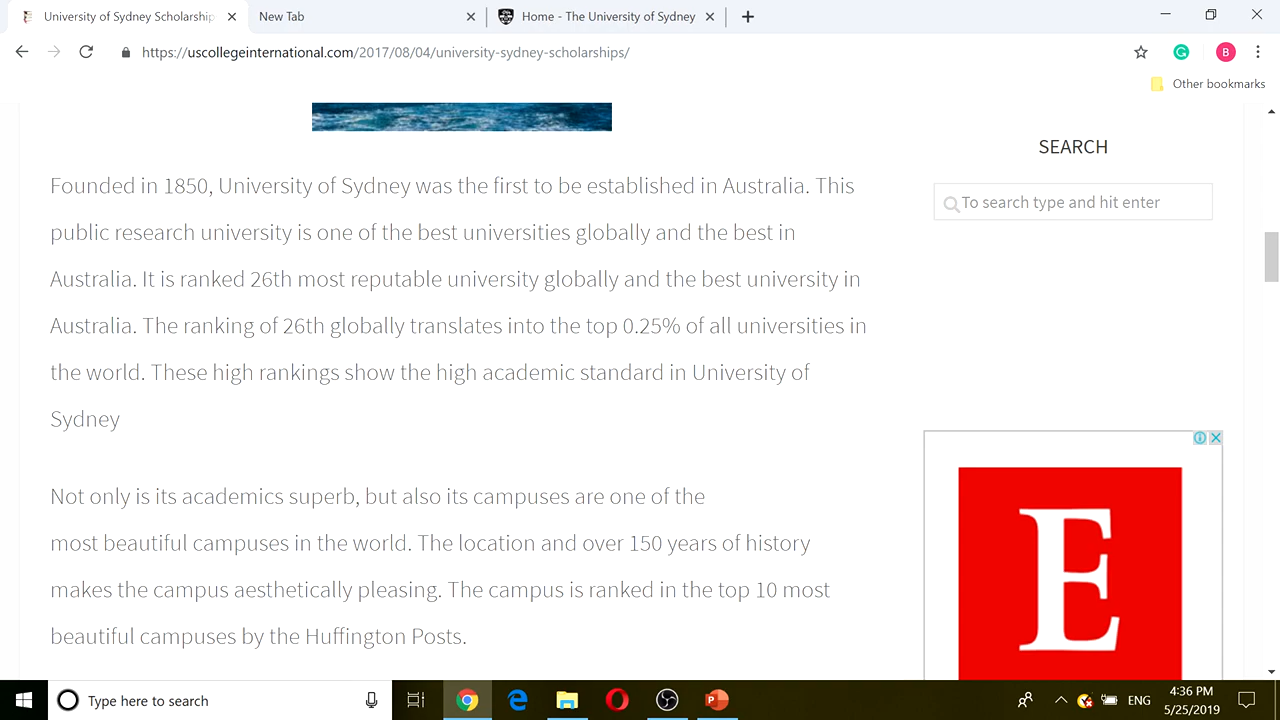 University of Sydney Scholarship
New Tab
Home - The University of Sydney
https://uscollegeinternational.com/2017/08/04/university-sydney-scholarships/
B
Other bookmarks
SEARCH
To search type and hit enter
Founded in 1850, University of Sydney was the first to be established in Australia. This
public research university is one of the best universities globally and the best in
Australia. It is ranked 26th most reputable university globally and the best university in
Australia. The ranking of 26th globally translates into the top 0.25% of all universities in
the world. These high rankings show the high academic standard in University of
Sydney
Not only is its academics superb, but also its campuses are one of the
most beautiful campuses in the world. The location and over 150 years of history
makes the campus aesthetically pleasing. The campus is ranked in the top 10 most
beautiful campuses by the Huffington Posts.
E
Type here to search
ENG
4:36 PM
5/25/2019